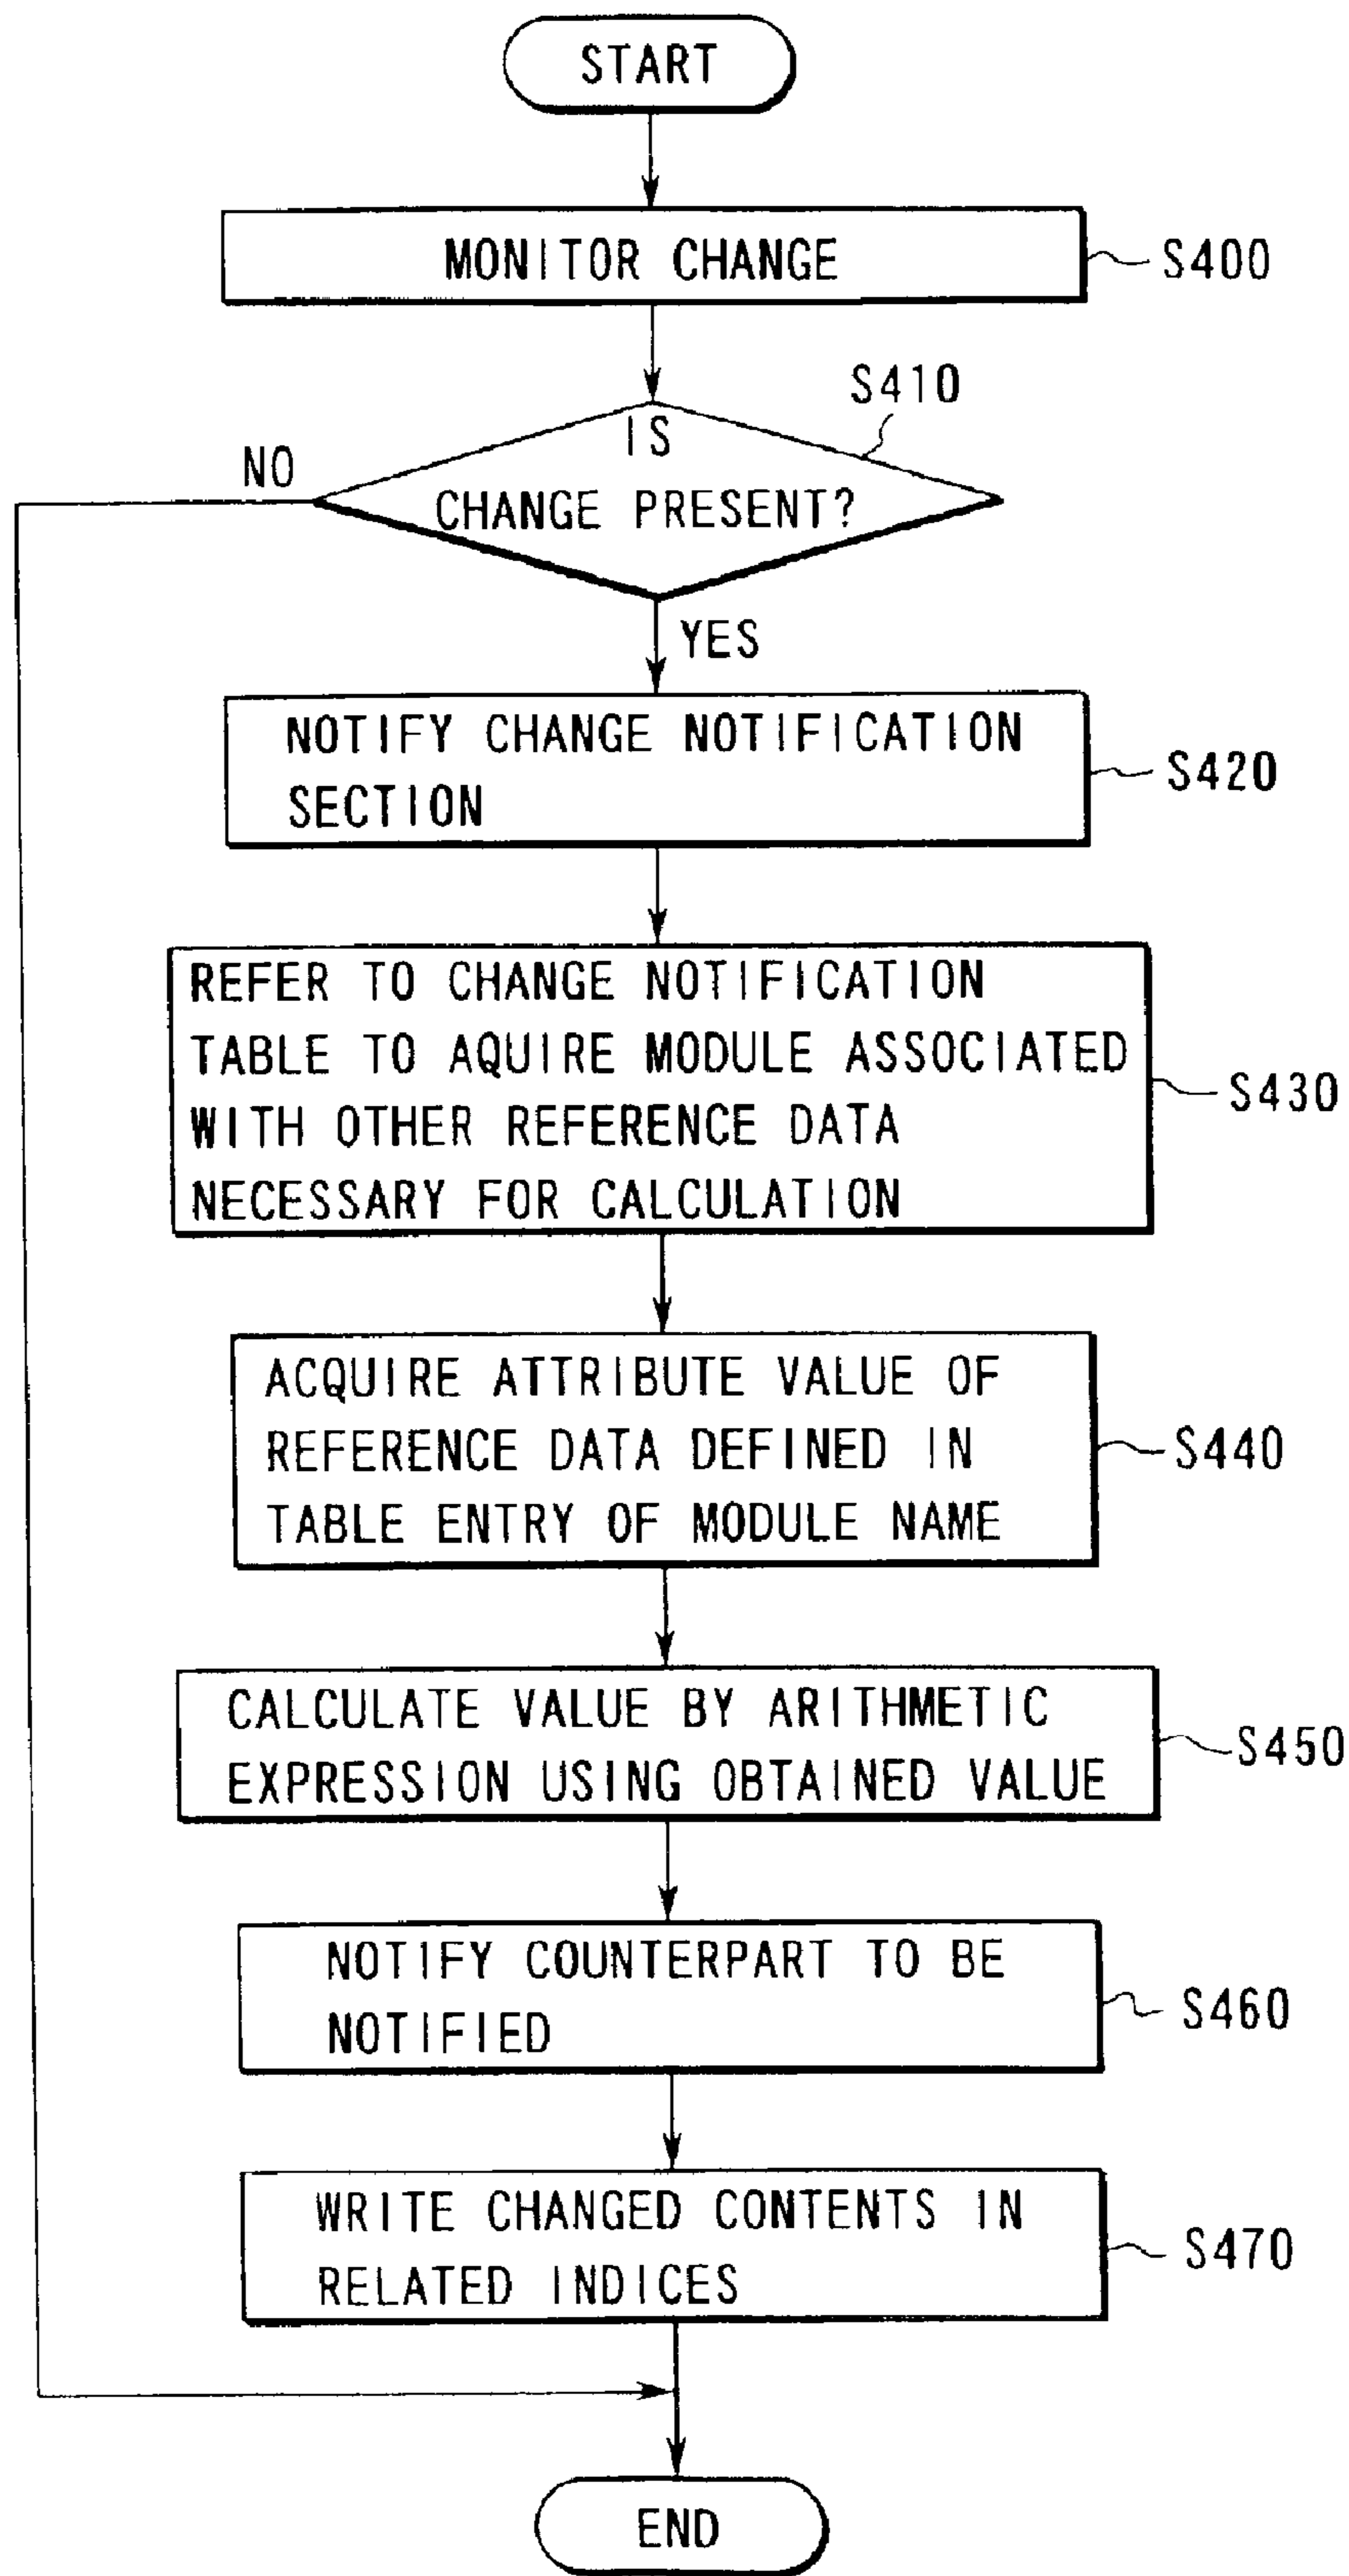 START
MONITOR CHANGE
S400
S410
IS
CHANGE PRESENT?
NO
YES
NOTIFY CHANGE NOTIFICATION
SECTION
S420
REFER TO CHANGE NOTIFICATION
TABLE TO AQUIRE MODULE ASSOCIATED
WITH OTHER REFERENCE DATA
NECESSARY FOR CALCULATION
S430
ACQUIRE ATTRIBUTE VALUE OF
REFERENCE DATA DEFINED IN
TABLE ENTRY OF MODULE NAME
S440
CALCULATE VALUE BY ARITHMETIC
EXPRESSION USING OBTAINED VALUE
S450
NOTIFY COUNTERPART TO BE
NOTIFIED
S460
WRITE CHANGED CONTENTS IN
RELATED INDICES
S470
END